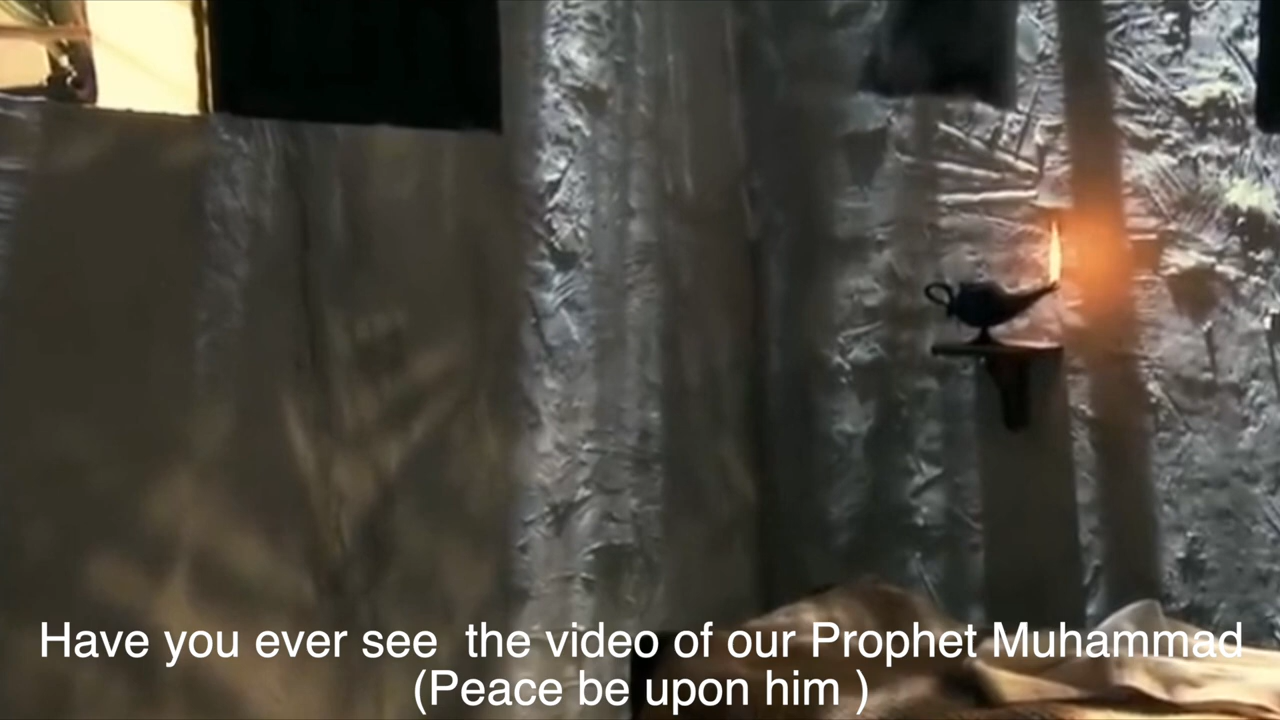 Have you ever see  the video of our Prophet Muhammad
(Peace be upon him )